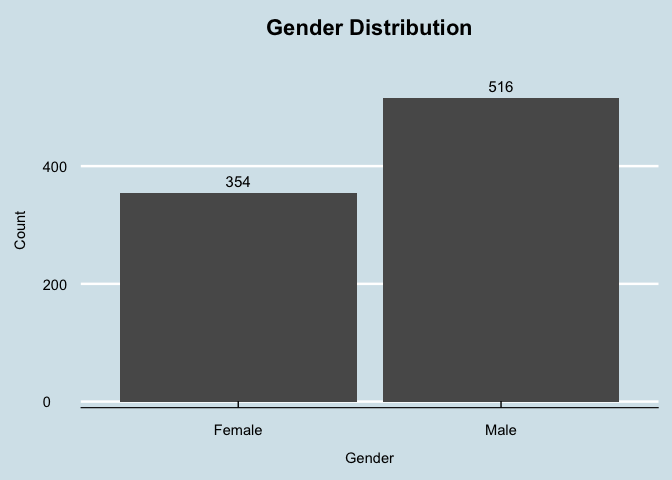 Gender Distribution
516
400
354
Count
200
0
Female
Male
Gender